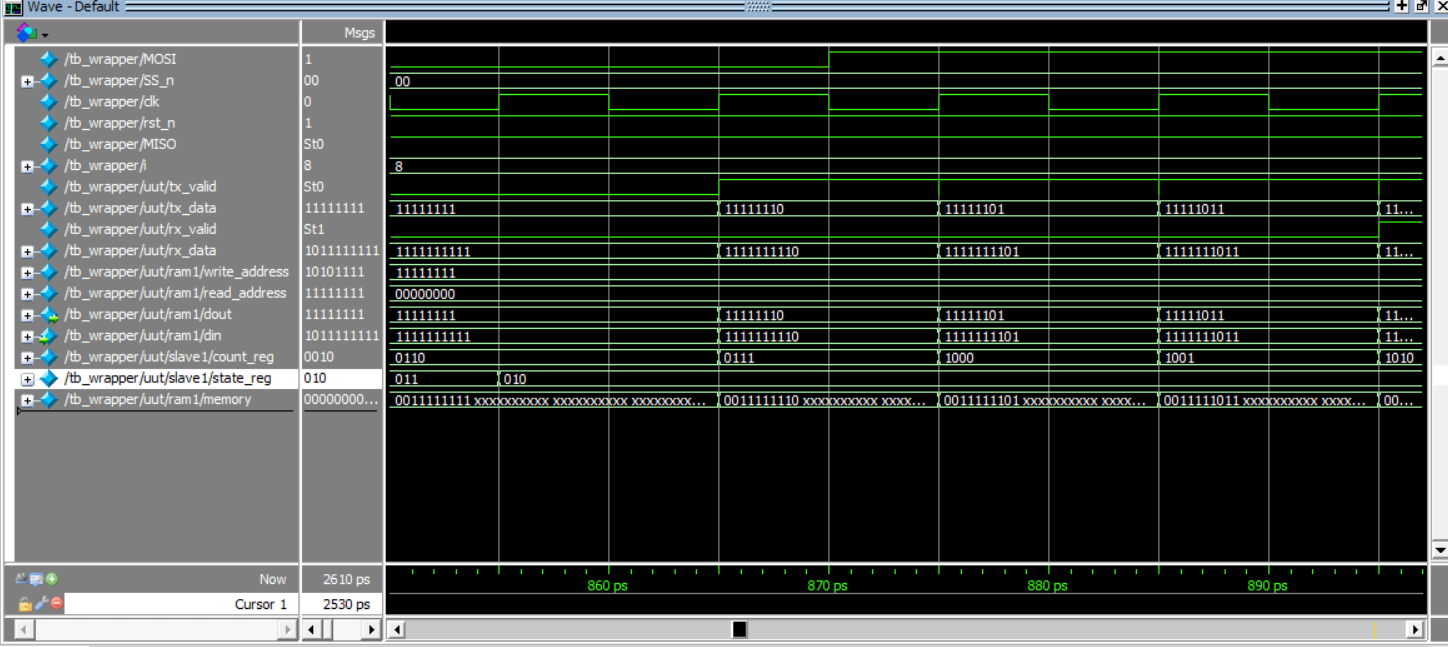 Wave - Default
Msgs
/tb_wrapper/MOSI 1
/tb_wrapper/SS_n 00 00
/tb_wrapper/clk 0
/tb_wrapper/rst_n 1
/tb_wrapper/MISO St0
/tb_wrapper/i 8 8
/tb_wrapper/uut/tx_valid St0
/tb_wrapper/uut/tx_data 11111111 11111111 11111110 11111101 11111011 11...
/tb_wrapper/uut/rx_valid St1
/tb_wrapper/uut/rx_data 1011111111 1111111111 1111111110 1111111101 1111111011 11...
/tb_wrapper/uut/ram1/write_address 10101111 11111111
/tb_wrapper/uut/ram1/read_address 11111111 00000000
/tb_wrapper/uut/ram1/dout 11111111 11111111 11111110 11111101 11111011 11...
/tb_wrapper/uut/ram1/din 1011111111 1111111111 1111111110 1111111101 1111111011 11...
/tb_wrapper/uut/slave1/count_reg 0010 0110 0111 1000 1001 1010
/tb_wrapper/uut/slave1/state_reg 010 011 010
/tb_wrapper/uut/ram1/memory 00000000... 0011111111 xxxxxxxxxx xxxxxxxxxx xxxxxxxx... 0011111110 xxxxxxxxxx xxxx... 0011111101 xxxxxxxxxx xxxx... 0011111011 xxxxxxxxxx xxxx... 00...
Now 2610 ps 860 ps 870 ps 880 ps 890 ps
Cursor 1 2530 ps